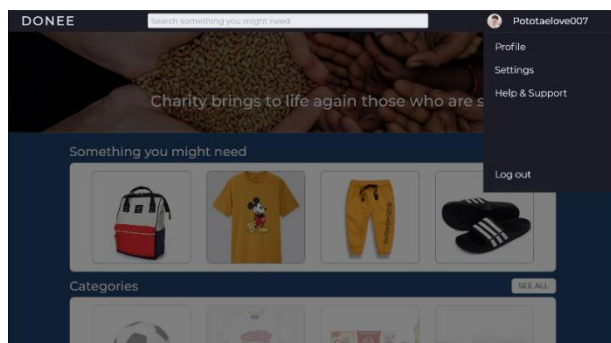 DONEE
Search something you might need
Pototaelove007
Profile
Settings
Help & Support
Log out
Charity brings to life again those who are s
Something you might need
Categories
SEE ALL